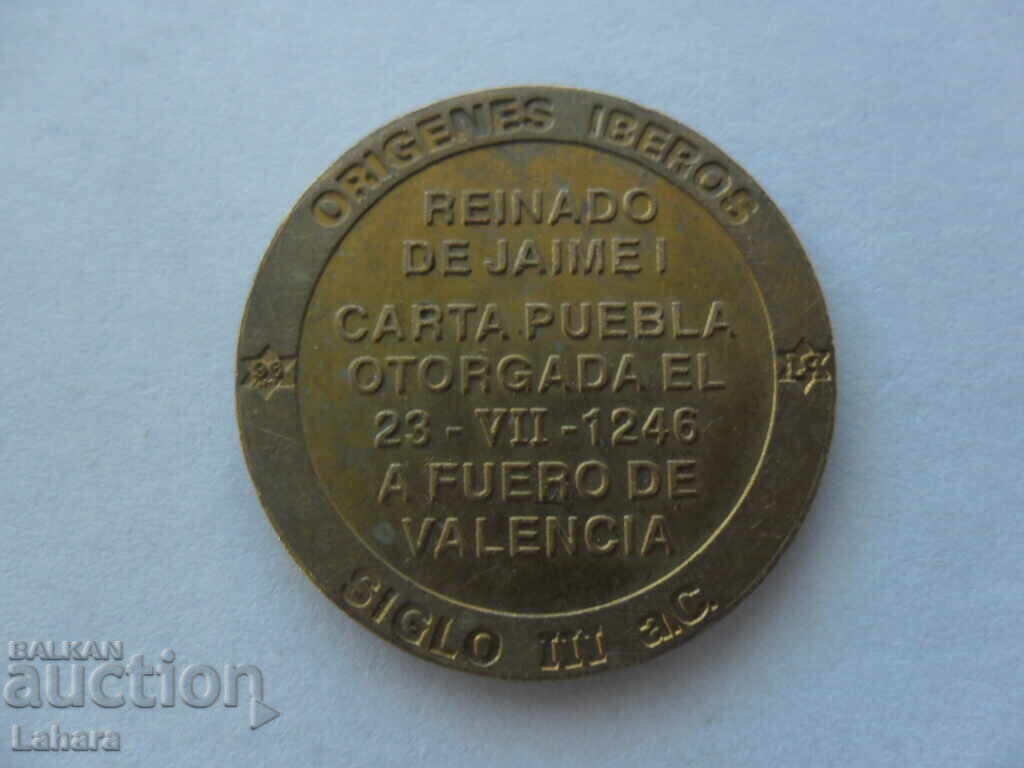 ORIGENES IBEROS
REINADO
DE JAIME I
CARTA PUEBLA
OTORGADA EL
23 - VII - 1246
A FUERO DE
VALENCIA
SIGLO III a.C.
BALKAN
auction
Lahara